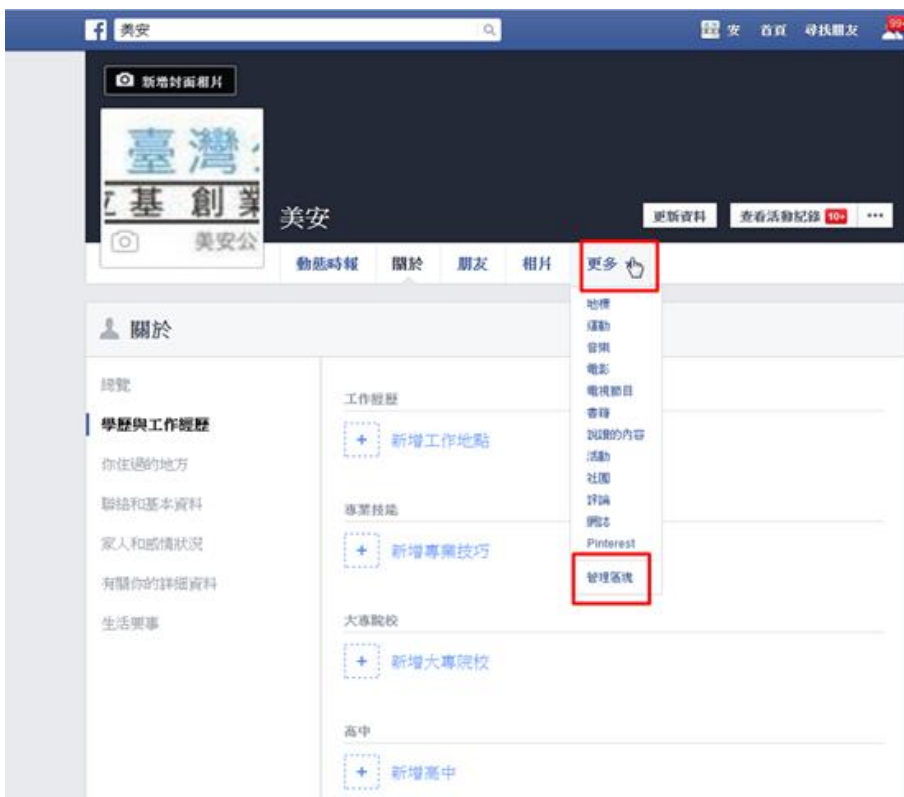 美安
安 首頁 尋找朋友 99+
新增封面相片
臺灣
立基 創業
美安公
美安
更新資料 查看活動紀錄 10+ ...
動態時報 關於 朋友 相片 更多
關於
總覽
學歷與工作經歷
你住過的地方
聯絡和基本資料
家人和感情狀況
有關你的詳細資料
生活要事
工作經歷
+ 新增工作地點
專業技能
+ 新增專業技巧
大專院校
+ 新增大專院校
高中
+ 新增高中
地標
運動
音樂
電影
電視節目
書籍
說讚的內容
活動
社團
評論
網誌
Pinterest
管理區塊